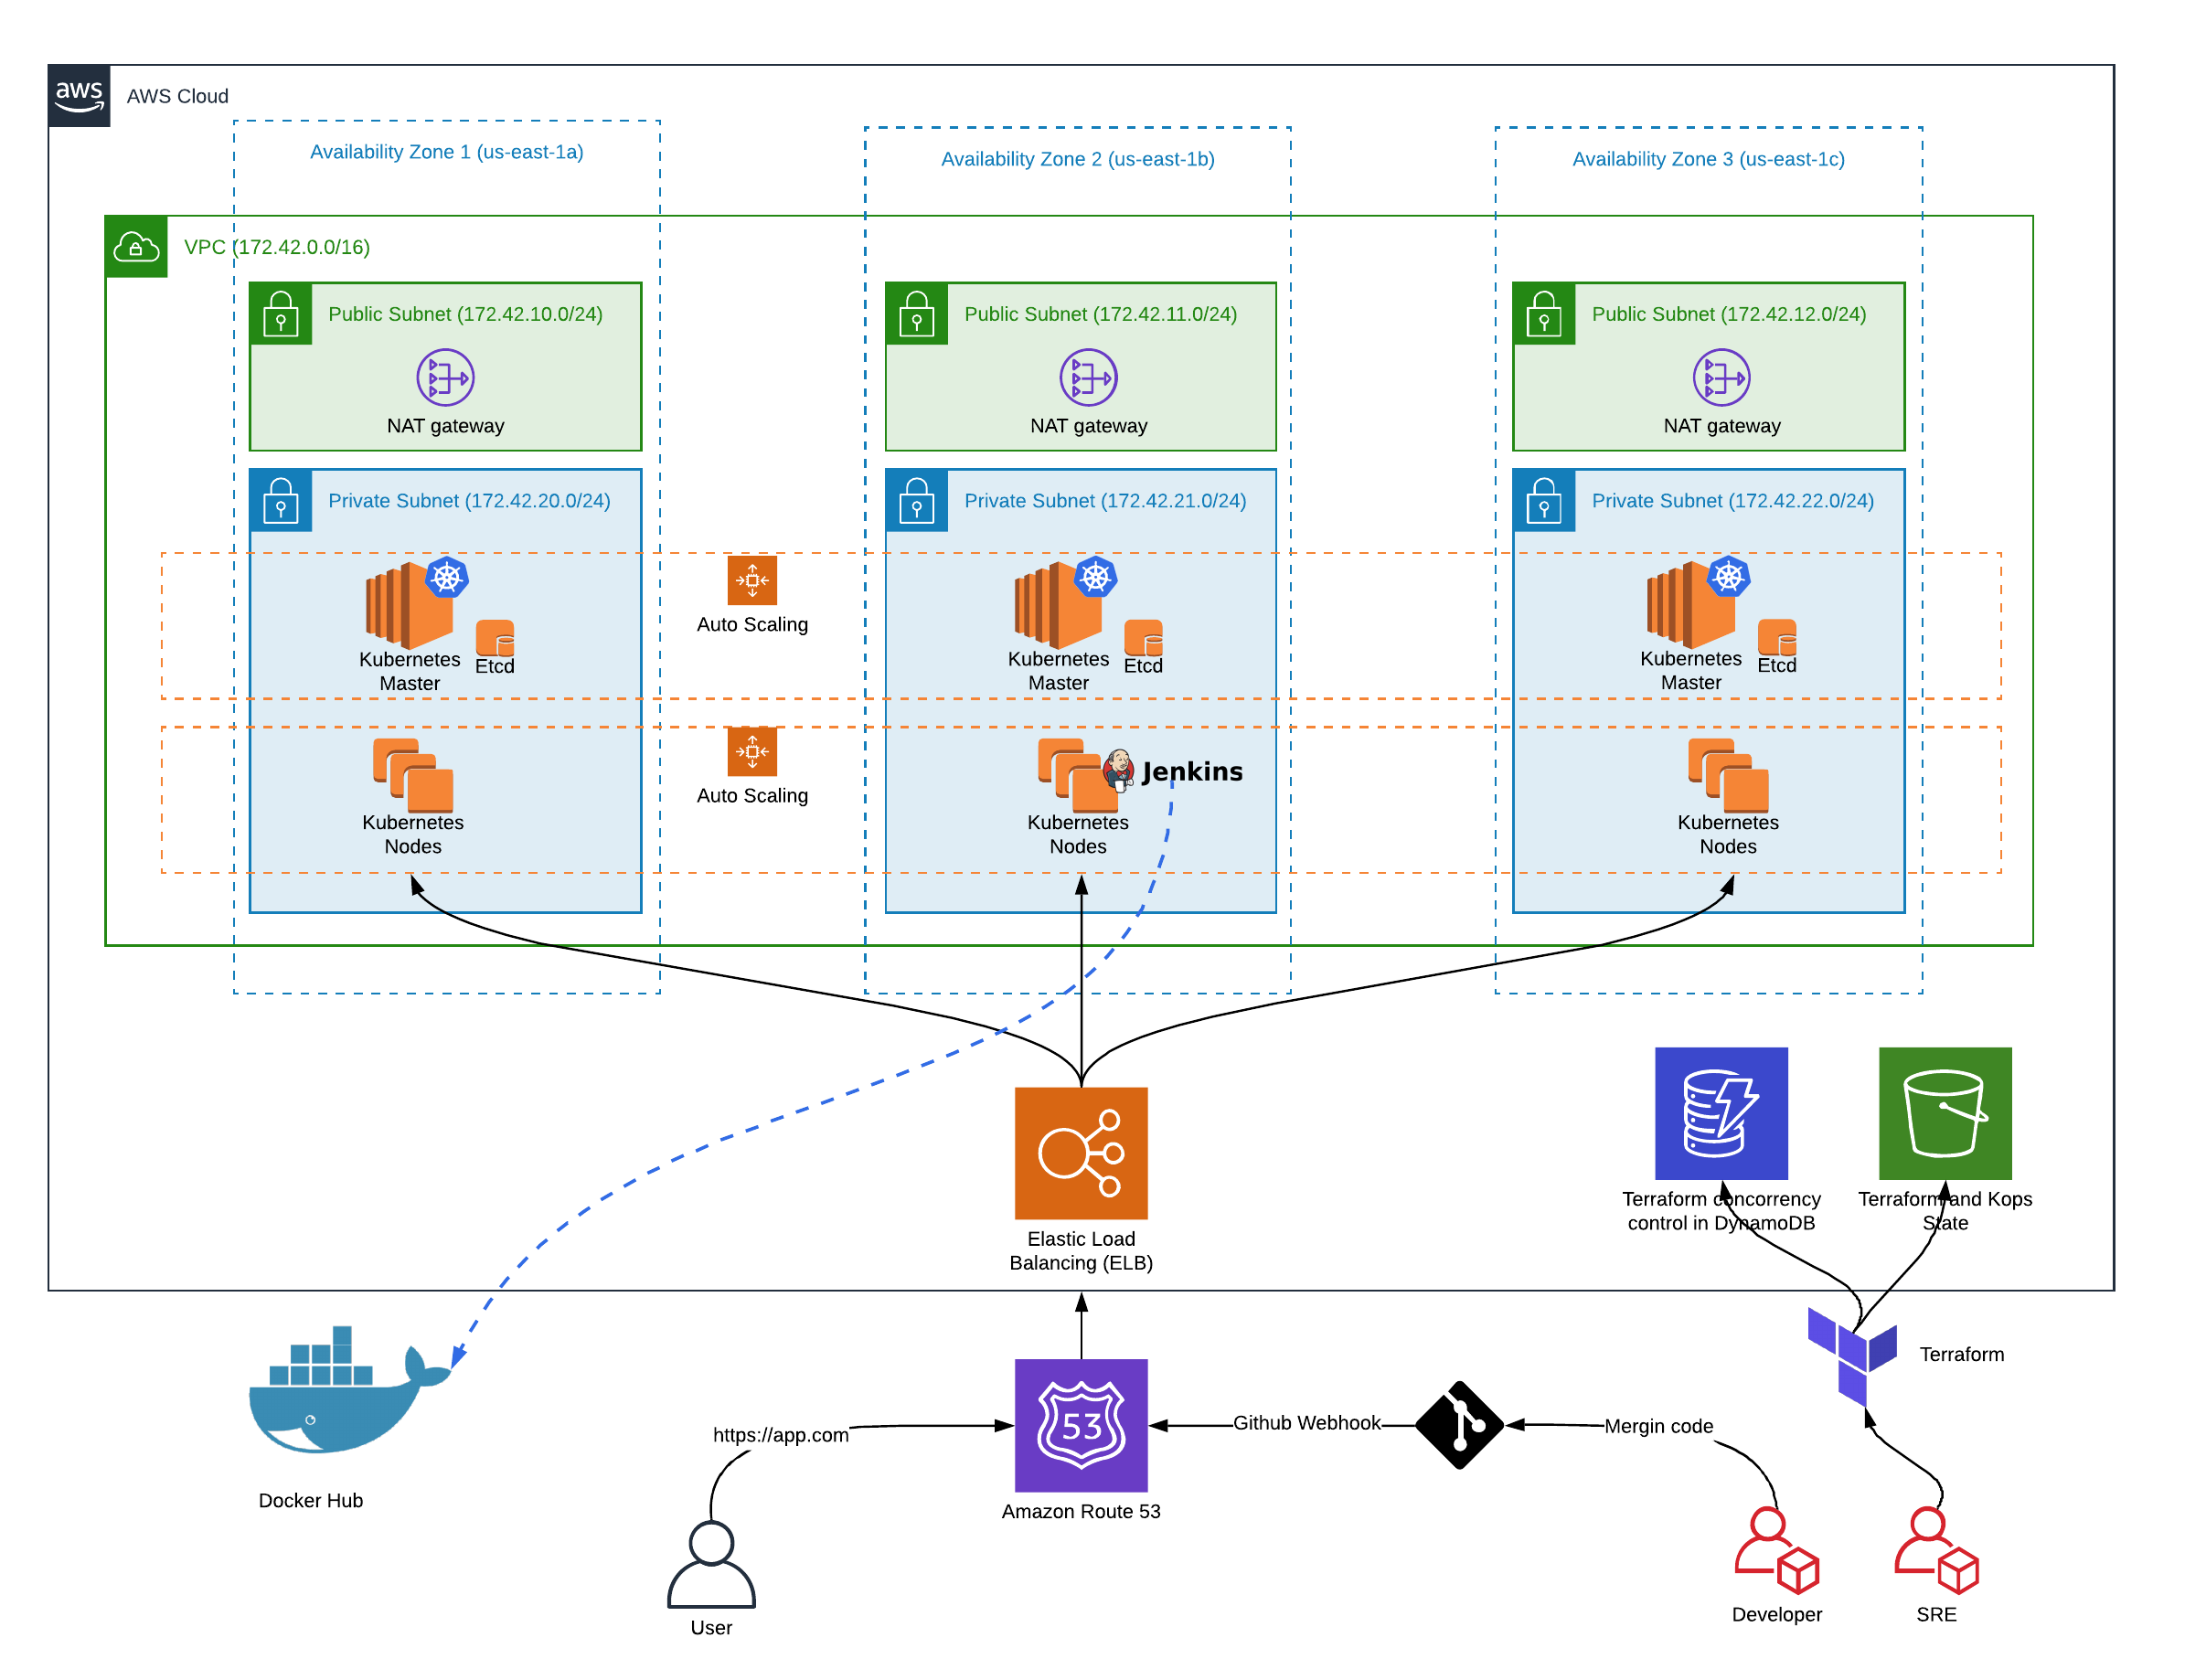 aws
AWS Cloud
Availability Zone 1 (us-east-1a)
Availability Zone 2 (us-east-1b)
Availability Zone 3 (us-east-1c)
VPC (172.42.0.0/16)
Public Subnet (172.42.10.0/24)
Public Subnet (172.42.11.0/24)
Public Subnet (172.42.12.0/24)
NAT gateway
NAT gateway
NAT gateway
Private Subnet (172.42.20.0/24)
Private Subnet (172.42.21.0/24)
Private Subnet (172.42.22.0/24)
Kubernetes
Master
Etcd
Auto Scaling
Kubernetes
Master
Etcd
Kubernetes
Master
Etcd
Kubernetes
Nodes
Auto Scaling
Jenkins
Kubernetes
Nodes
Kubernetes
Nodes
Elastic Load
Balancing (ELB)
Terraform concorrency
control in DynamoDB
Terraform and Kops
State
Terraform
Docker Hub
https://app.com
53
Amazon Route 53
Github Webhook
Mergin code
User
Developer
SRE